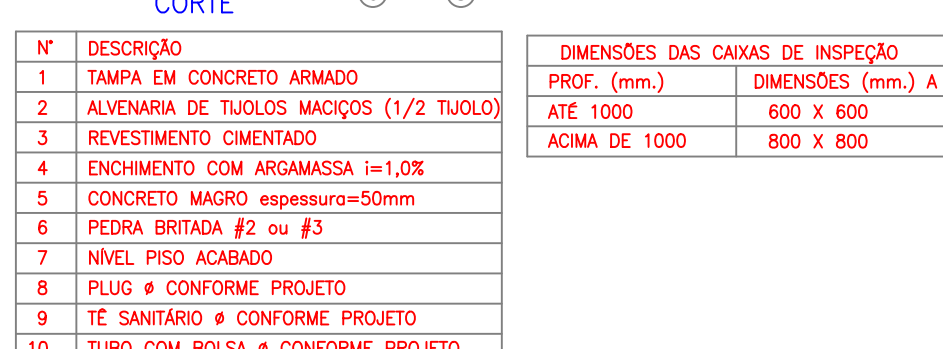 CORTE
N° DESCRIÇÃO
1 TAMPA EM CONCRETO ARMADO
2 ALVENARIA DE TIJOLOS MACIÇOS (1/2 TIJOLO)
3 REVESTIMENTO CIMENTADO
4 ENCHIMENTO COM ARGAMASSA i=1,0%
5 CONCRETO MAGRO espessura=50mm
6 PEDRA BRITADA #2 ou #3
7 NÍVEL PISO ACABADO
8 PLUG ø CONFORME PROJETO
9 TÊ SANITÁRIO ø CONFORME PROJETO
10 TUBO COM BOLSA ø CONFORME PROJETO
DIMENSÕES DAS CAIXAS DE INSPEÇÃO
PROF. (mm.) DIMENSÕES (mm.) A
ATÉ 1000 600 X 600
ACIMA DE 1000 800 X 800